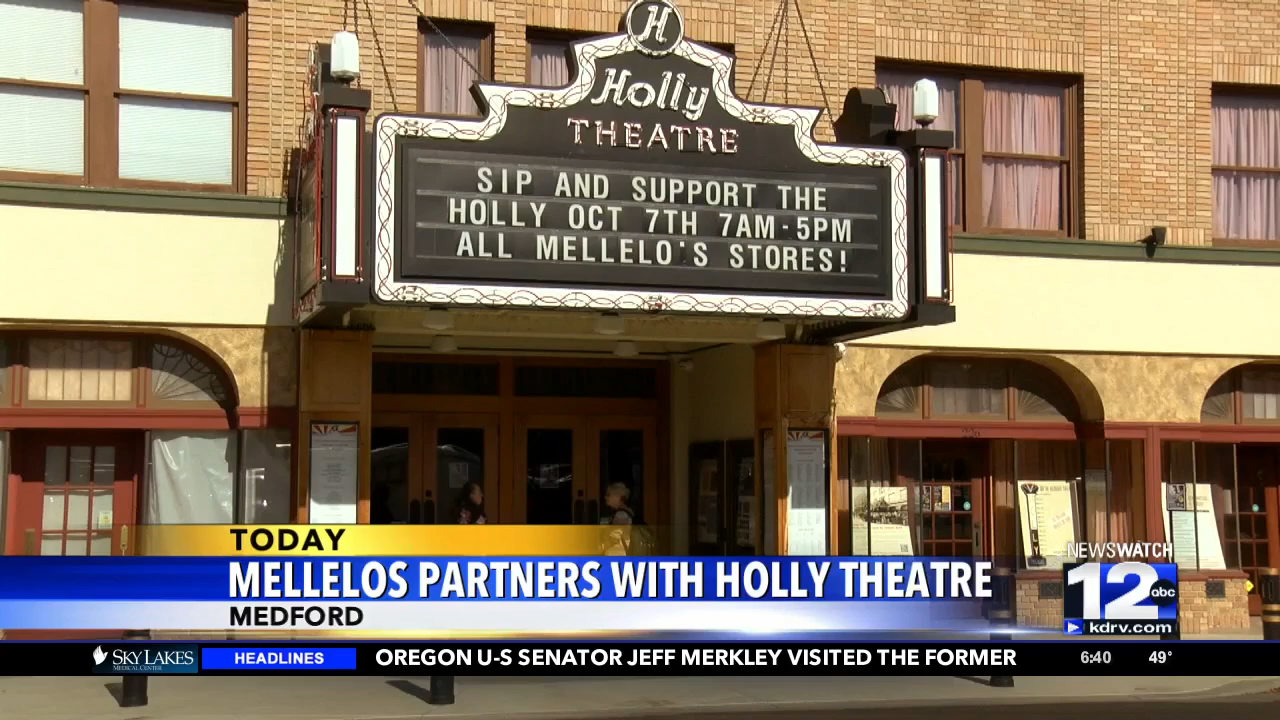 H
Holly
THEATRE
SIP AND SUPPORT THE
HOLLY OCT 7TH 7AM-5PM
ALL MELLELO'S STORES!
TODAY
MELLELOS PARTNERS WITH HOLLY THEATRE
MEDFORD
NEWSWATCH
12 abc
kdrv.com
SKY LAKES
MEDICAL CENTER
HEADLINES
OREGON U-S SENATOR JEFF MERKLEY VISITED THE FORMER
6:40 49°